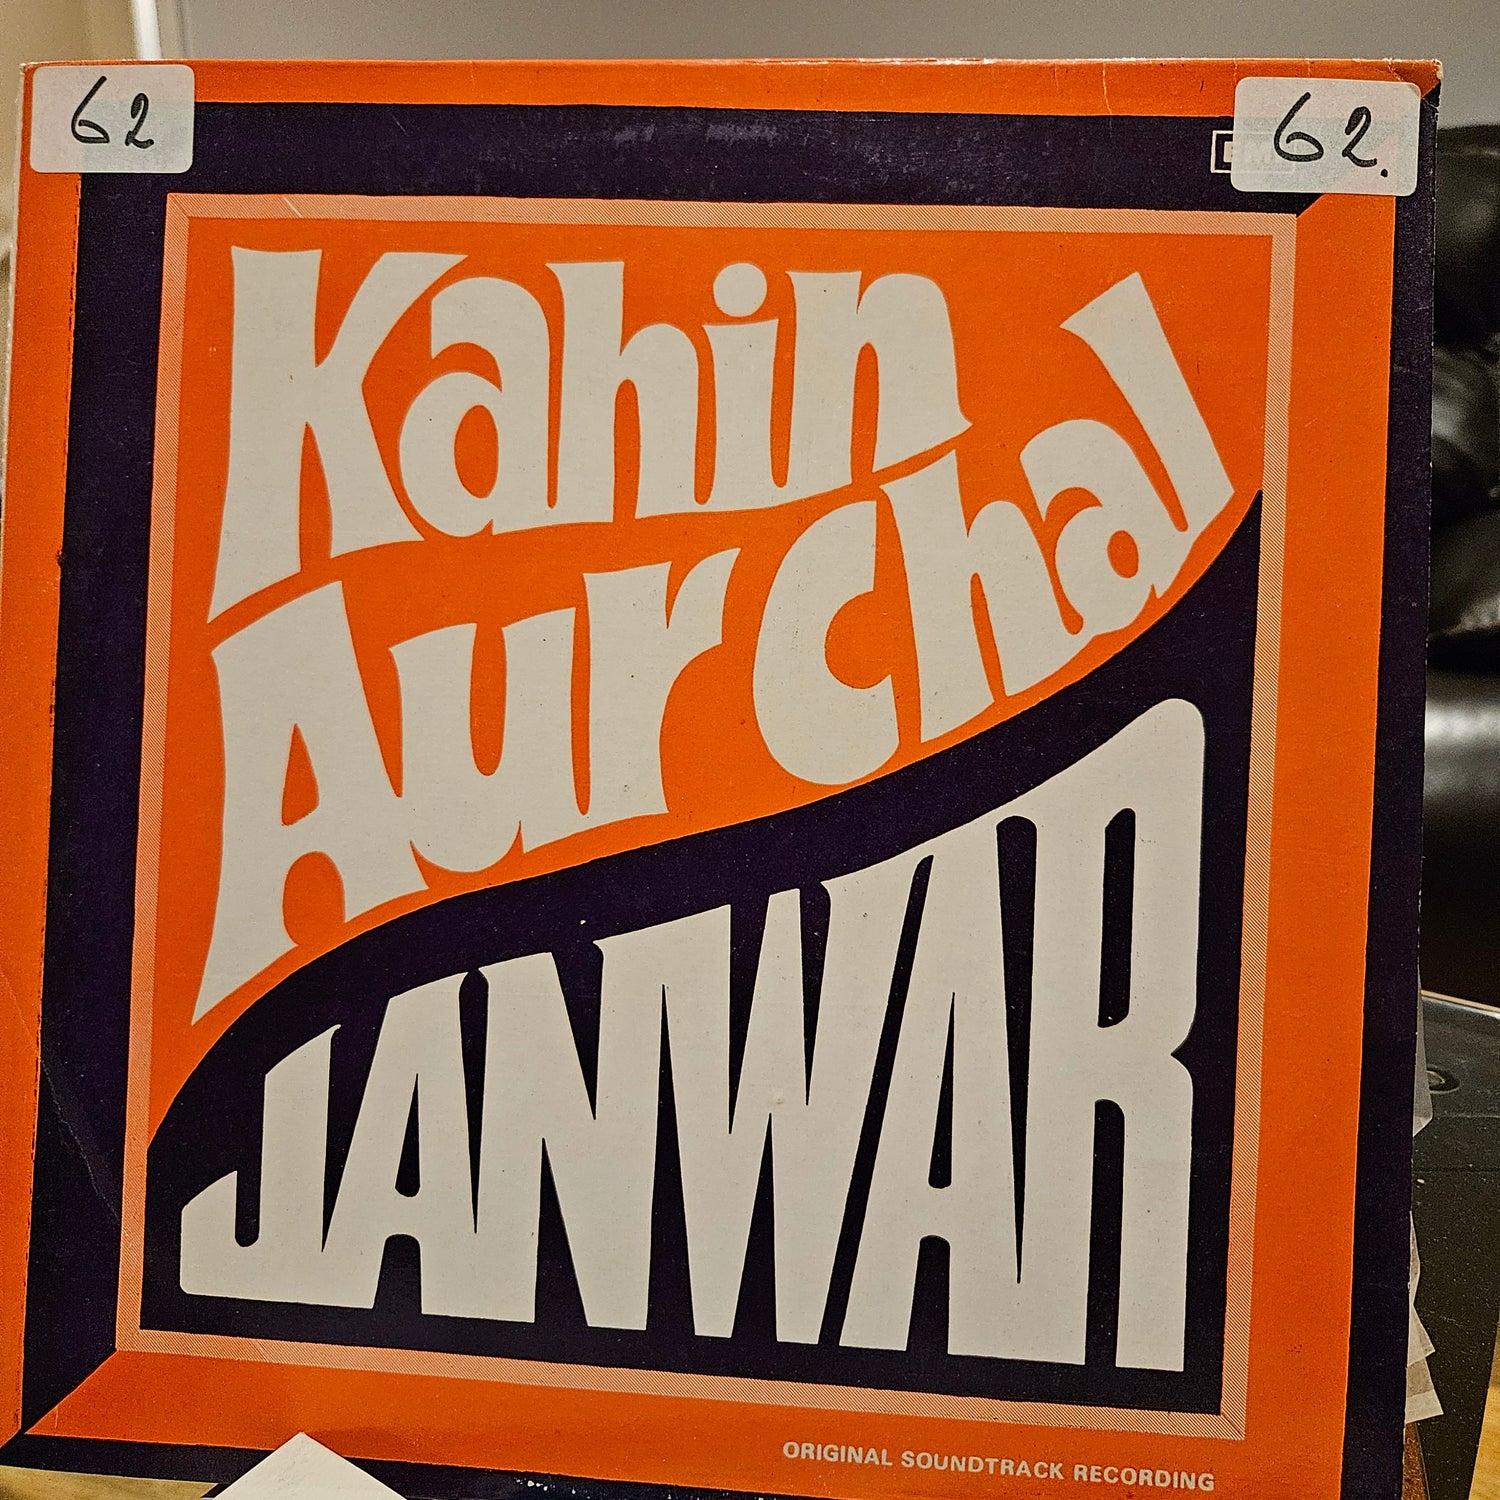 62
62.
Kahin
Aur Chal
JANWAR
ORIGINAL SOUNDTRACK RECORDING